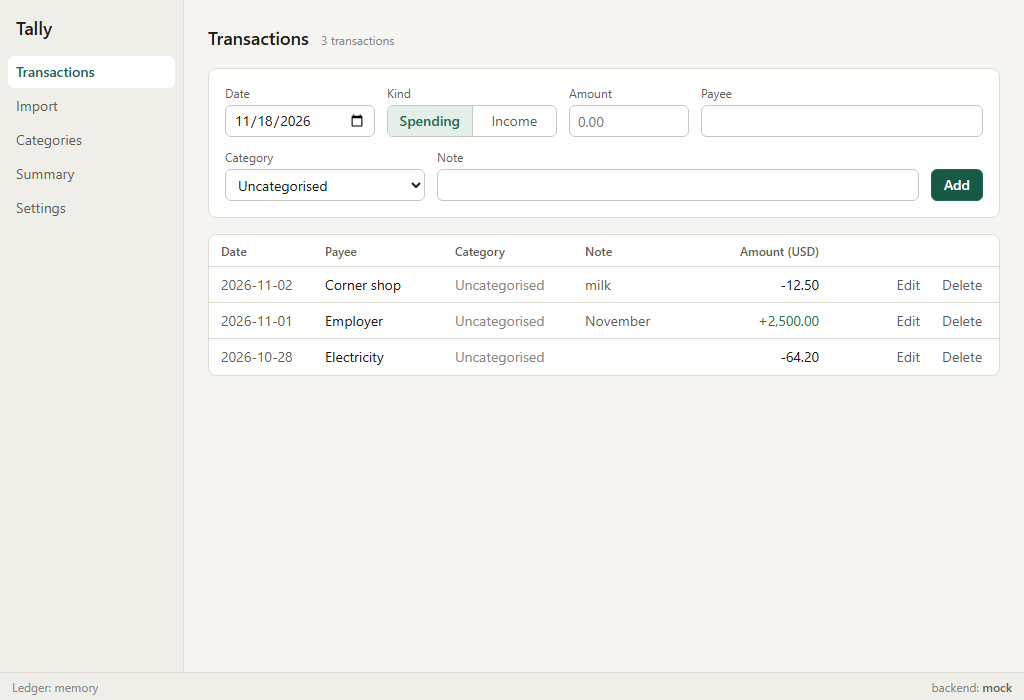 Tally
Transactions
Import
Categories
Summary
Settings
Transactions 3 transactions
Date Kind Amount Payee
11/18/2026 Spending Income 0.00
Category Note
Uncategorised Add
Date Payee Category Note Amount (USD)
2026-11-02 Corner shop Uncategorised milk -12.50 Edit Delete
2026-11-01 Employer Uncategorised November +2,500.00 Edit Delete
2026-10-28 Electricity Uncategorised -64.20 Edit Delete
Ledger: memory backend: mock